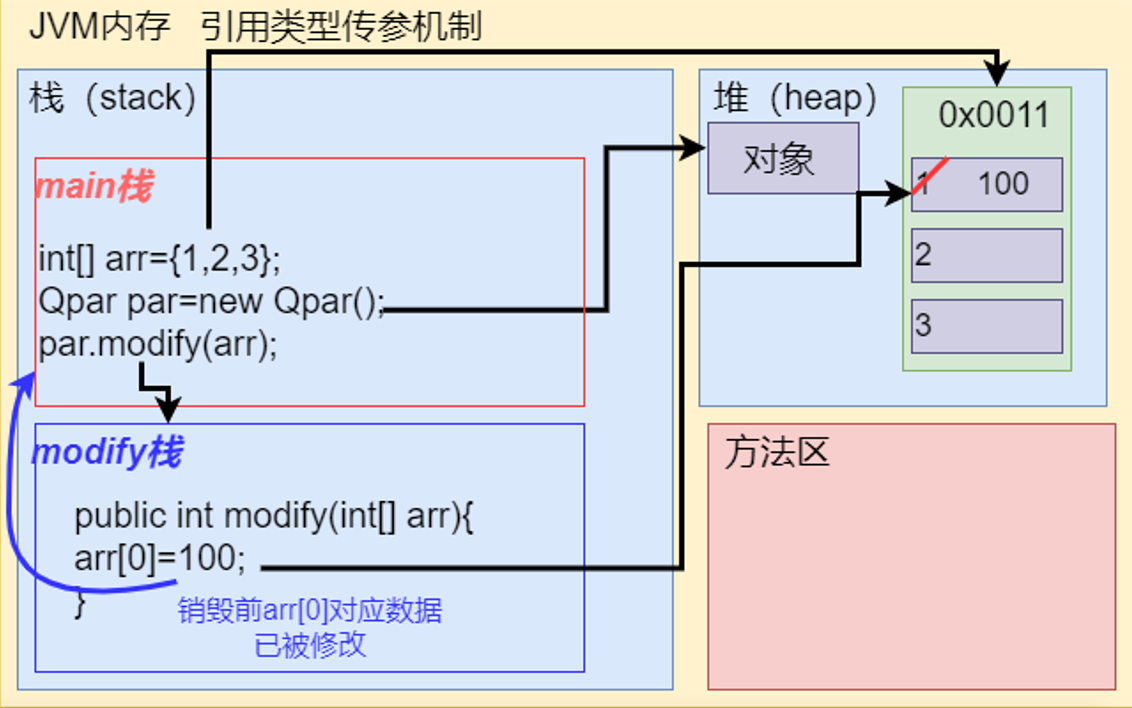 JVM内存 引用类型传参机制
栈（stack）
main栈
int[] arr={1,2,3};
Qpar par=new Qpar();
par.modify(arr);
modify栈
public int modify(int[] arr){
arr[0]=100;
}
销毁前arr[0]对应数据
已被修改
堆（heap）
对象
0x0011
1 100
2
3
方法区